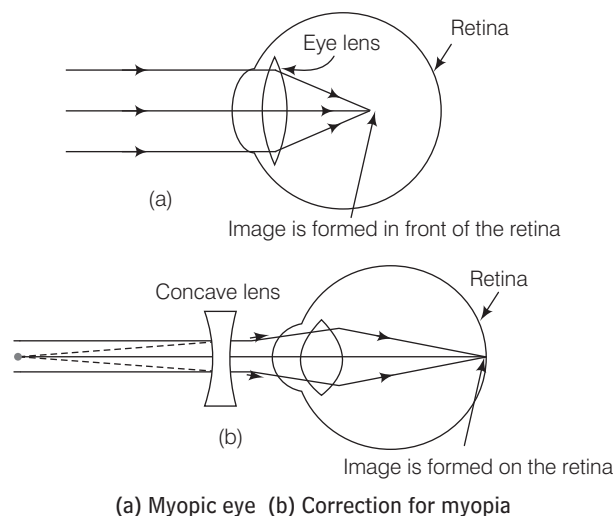 Eye lens
Retina
(a)
Image is formed in front of the retina
Concave lens
Retina
(b)
Image is formed on the retina
(a) Myopic eye (b) Correction for myopia